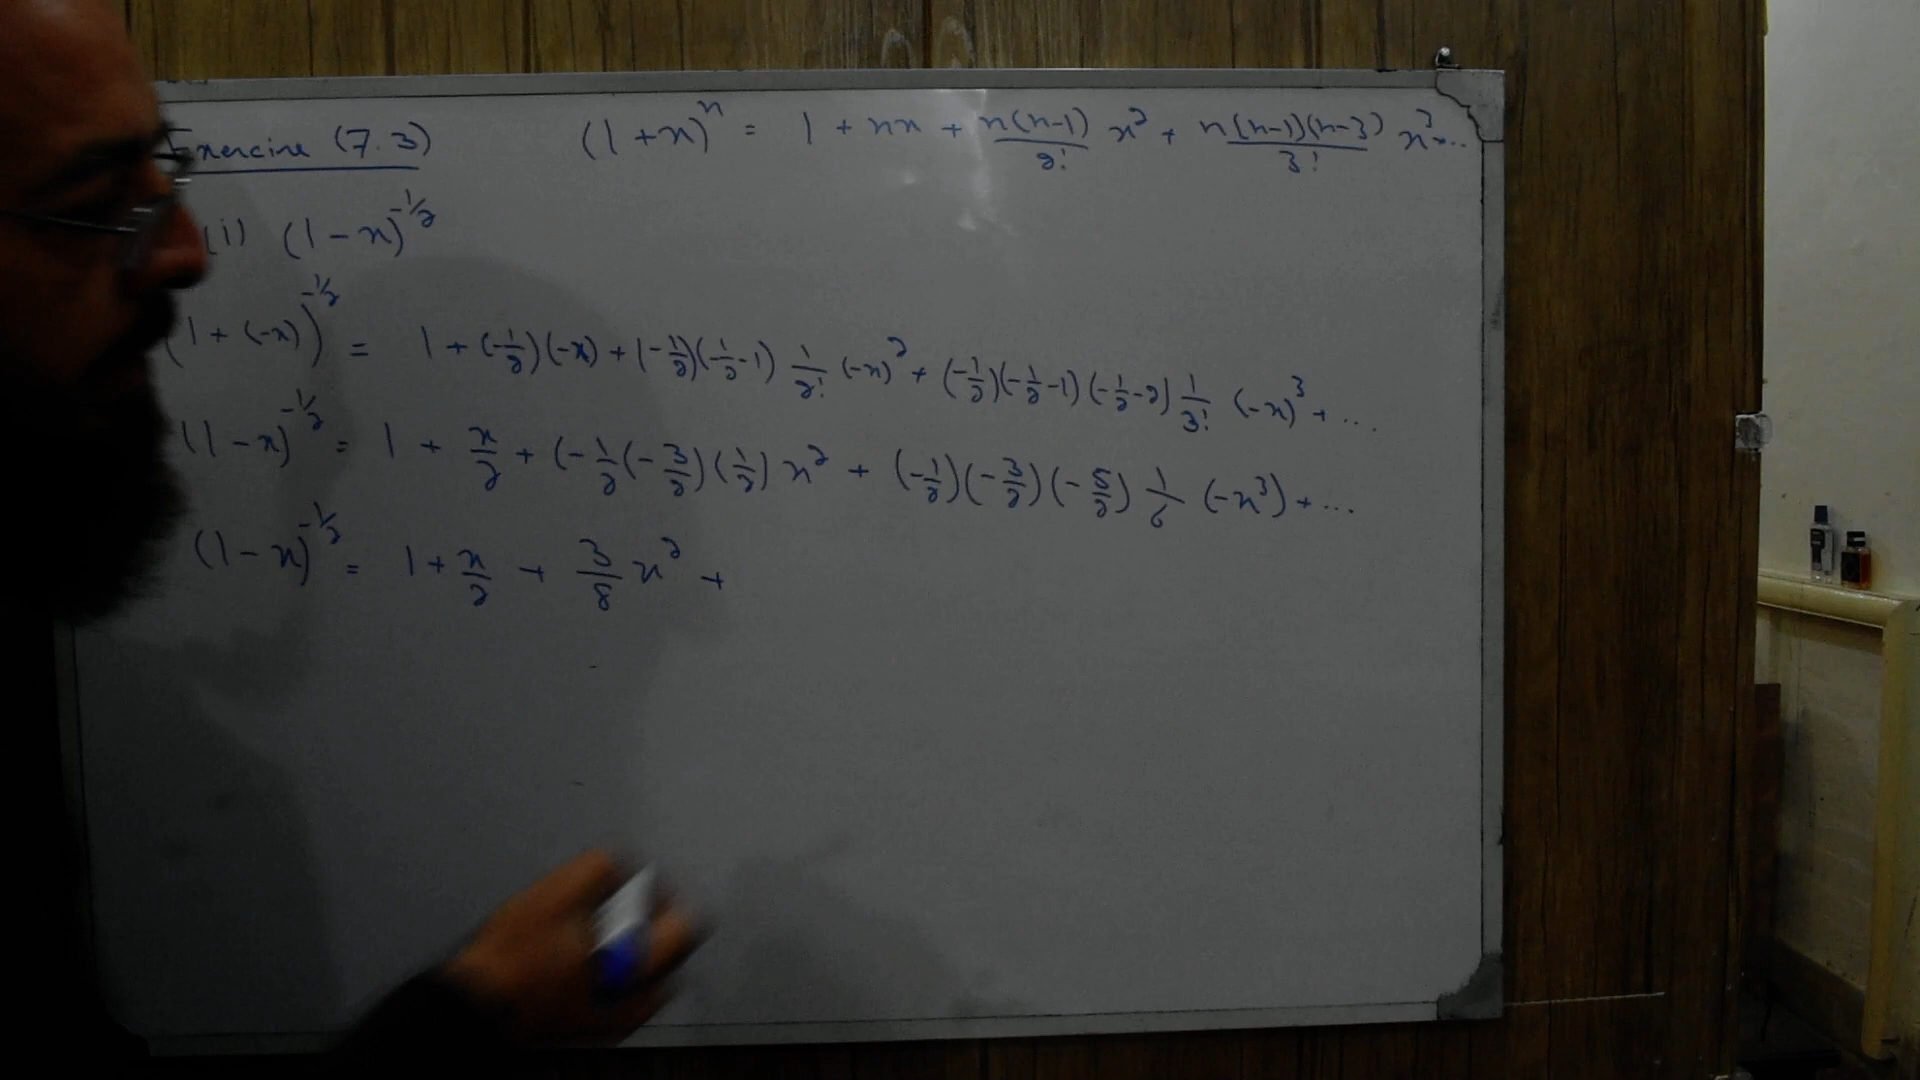 Exercise (7.3) (1+x)^n = 1 + nx + n(n-1)/2! x^2 + n(n-1)(n-3)/3! x^3...
(i) (1-x)^-1/2
(1+(-x))^-1/2 = 1 + (-1/2)(-x) + (-1/2)(-1/2-1) 1/2! (-x)^2 + (-1/2)(-1/2-1)(-1/2-2) 1/3! (-x)^3 + ...
(1-x)^-1/2 = 1 + x/2 + (-1/2(-3/2)(1/2) x^2 + (-1/2)(-3/2)(-5/2) 1/6 (-x^3) + ...
(1-x)^-1/2 = 1 + x/2 + 3/8 x^2 +